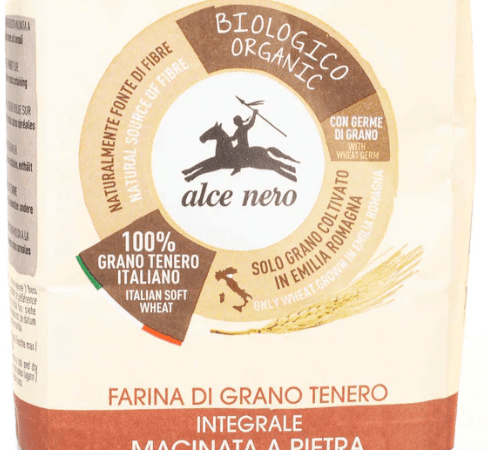 BIOLOGICO
ORGANIC
NATURALMENTE FONTE DI FIBRE
NATURAL SOURCE OF FIBRE
CON GERME
DI GRANO
WITH
WHEAT GERM
alce nero
100%
GRANO TENERO
ITALIANO
ITALIAN SOFT
WHEAT
SOLO GRANO COLTIVATO
IN EMILIA ROMAGNA
ONLY WHEAT GROWN IN EMILIA ROMAGNA
FARINA DI GRANO TENERO
INTEGRALE
MACINATA A PIETRA